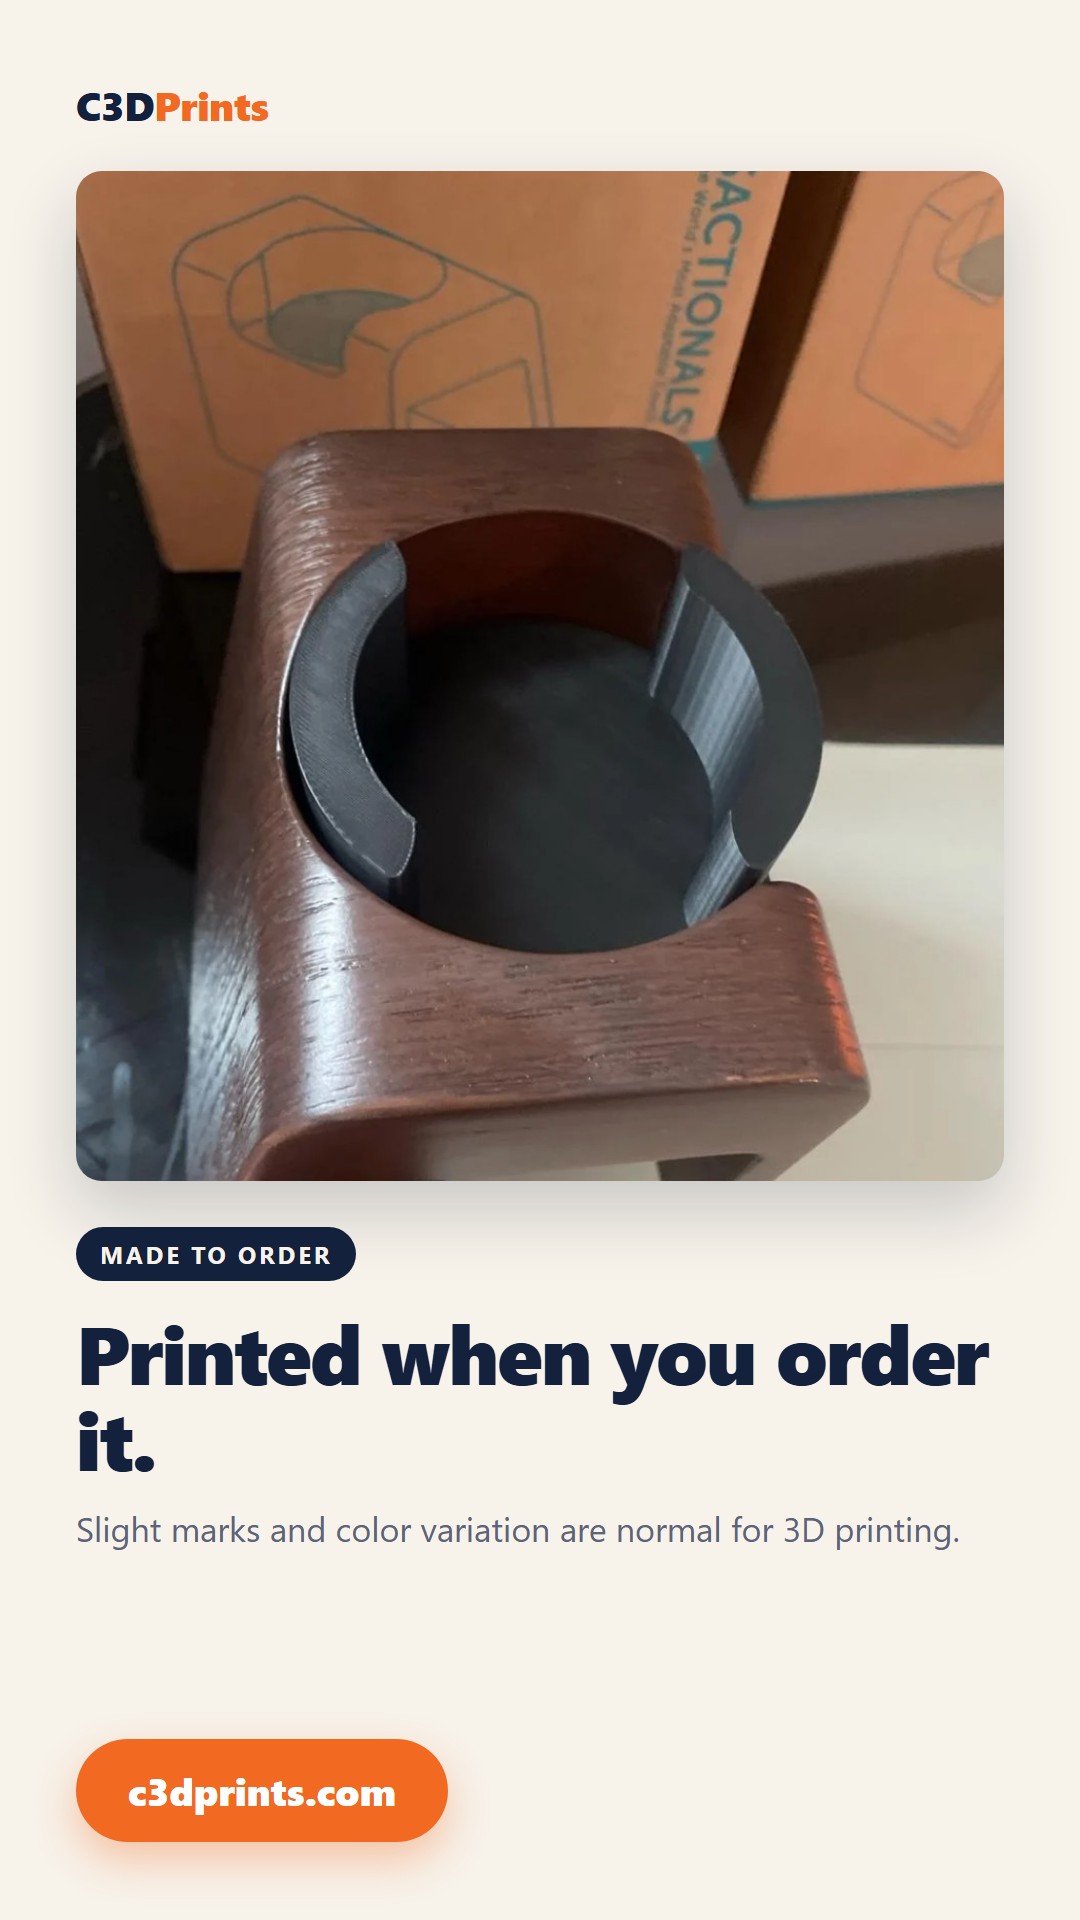 C3DPrints
SACTIONALS
MADE TO ORDER
Printed when you order
it.
Slight marks and color variation are normal for 3D printing.
c3dprints.com